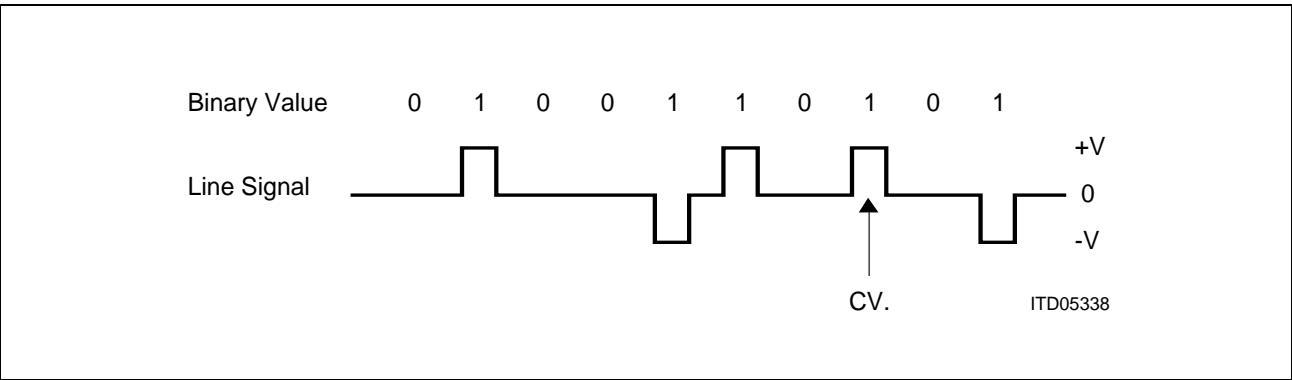 Binary Value 0 1 0 0 1 1 0 1 0 1
+V
Line Signal 0
-V
CV.
ITD05338